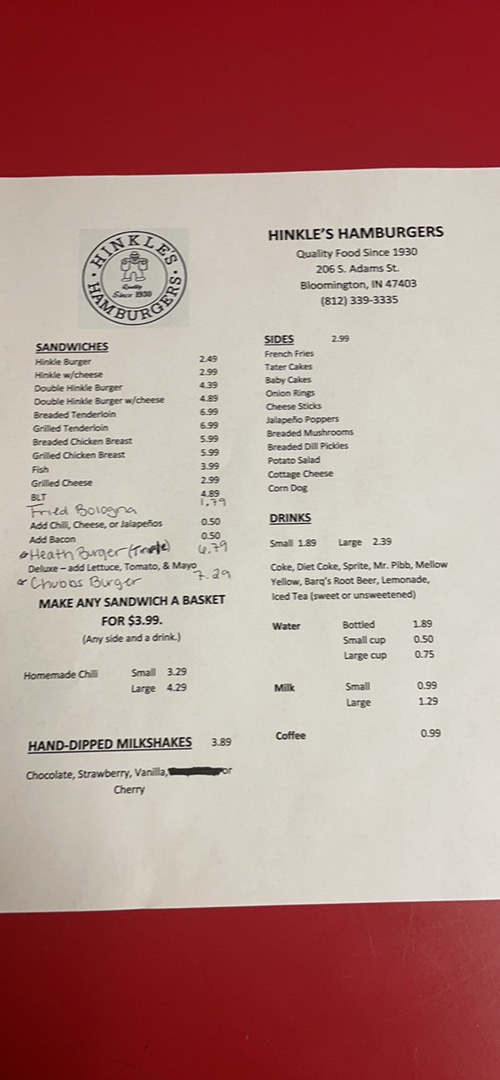 HINKLE'S
HAMBURGERS
Quality
Since 1930
SANDWICHES
Hinkle Burger 2.49
Hinkle w/cheese 2.99
Double Hinkle Burger 4.39
Double Hinkle Burger w/cheese 4.89
Breaded Tenderloin 6.99
Grilled Tenderloin 6.99
Breaded Chicken Breast 5.99
Grilled Chicken Breast 5.99
Fish 3.99
Grilled Cheese 2.99
BLT 4.89
Fried Bologna 1.79
Add Chili, Cheese, or Jalapeños 0.50
Add Bacon 0.50
Heath Burger (Triple) 6.79
Deluxe – add Lettuce, Tomato, & Mayo
Chubbs Burger 7.29
MAKE ANY SANDWICH A BASKET
FOR $3.99.
(Any side and a drink.)
Homemade Chili Small 3.29
Large 4.29
HAND-DIPPED MILKSHAKES 3.89
Chocolate, Strawberry, Vanilla, or
Cherry
HINKLE'S HAMBURGERS
Quality Food Since 1930
206 S. Adams St.
Bloomington, IN 47403
(812) 339-3335
SIDES 2.99
French Fries
Tater Cakes
Baby Cakes
Onion Rings
Cheese Sticks
Jalapeño Poppers
Breaded Mushrooms
Breaded Dill Pickles
Potato Salad
Cottage Cheese
Corn Dog
DRINKS
Small 1.89 Large 2.39
Coke, Diet Coke, Sprite, Mr. Pibb, Mellow
Yellow, Barq's Root Beer, Lemonade,
Iced Tea (sweet or unsweetened)
Water Bottled 1.89
Small cup 0.50
Large cup 0.75
Milk Small 0.99
Large 1.29
Coffee 0.99